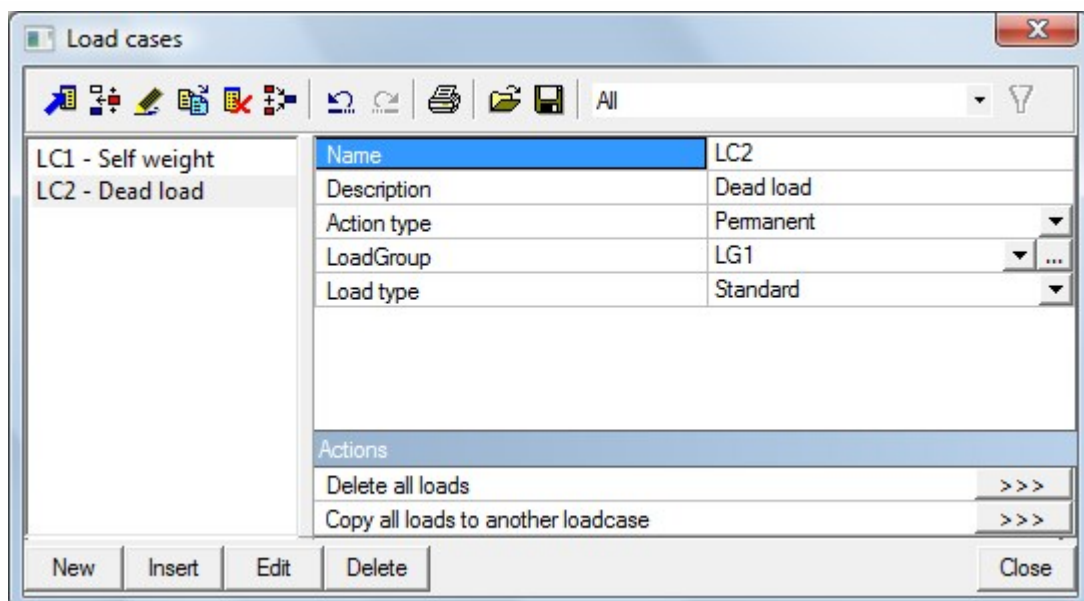 Load cases
All
LC1 - Self weight
LC2 - Dead load
Name LC2
Description Dead load
Action type Permanent
LoadGroup LG1 ...
Load type Standard
Actions
Delete all loads >>>
Copy all loads to another loadcase >>>
New Insert Edit Delete Close